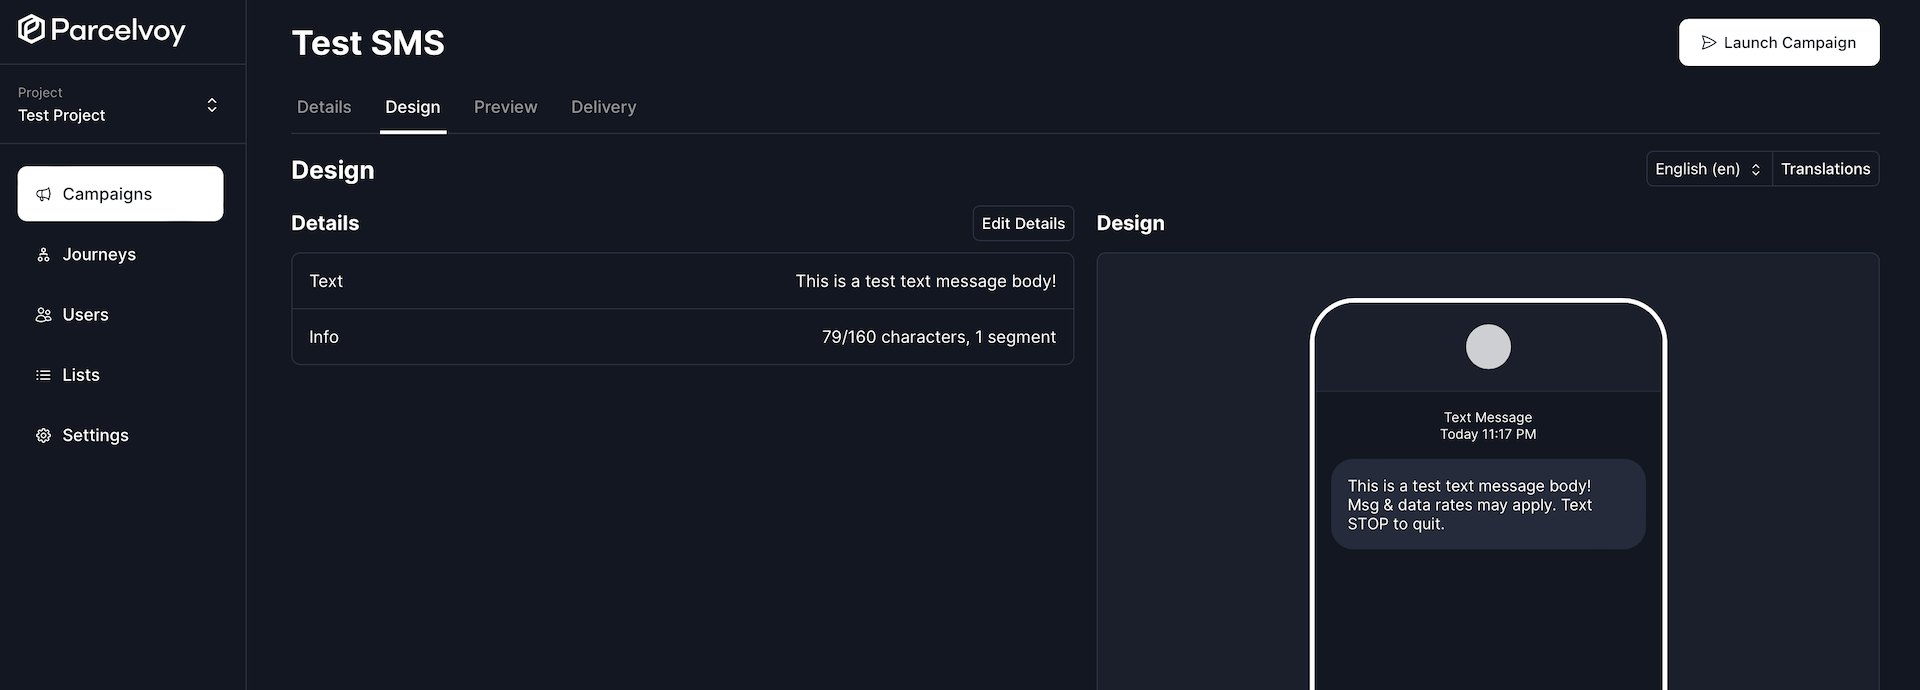 Parcelvoy
Project
Test Project
Campaigns
Journeys
Users
Lists
Settings
Test SMS
Launch Campaign
Details
Design
Preview
Delivery
Design
English (en)
Translations
Details
Edit Details
Text
This is a test text message body!
Info
79/160 characters, 1 segment
Design
Text Message
Today 11:17 PM
This is a test text message body!
Msg & data rates may apply. Text
STOP to quit.